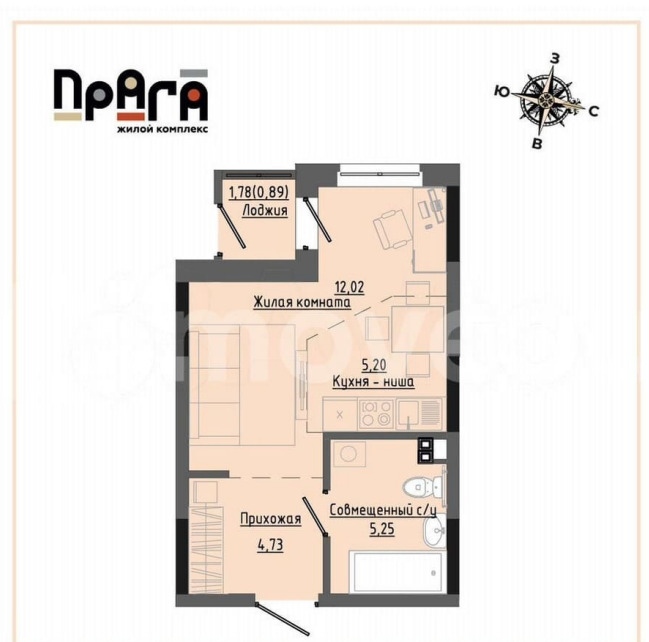 ПРАГА
жилой комплекс
З
Ю
С
В
1,78(0,89)
Лоджия
12,02
Жилая комната
5,20
Кухня – ниша
Прихожая
4,73
Совмещенный с/у
5,25
move